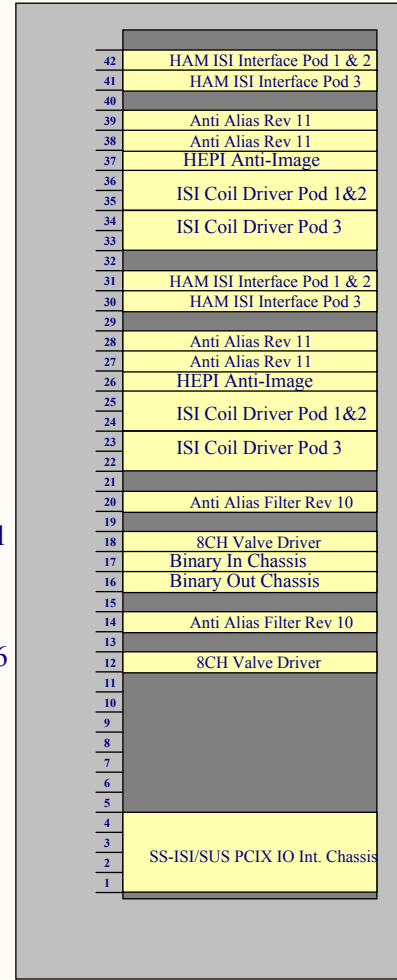 42 HAM ISI Interface Pod 1 & 2
41 HAM ISI Interface Pod 3
40
39 Anti Alias Rev 11
38 Anti Alias Rev 11
37 HEPI Anti-Image
36
ISI Coil Driver Pod 1&2
35
34
ISI Coil Driver Pod 3
33
32
31 HAM ISI Interface Pod 1 & 2
30 HAM ISI Interface Pod 3
29
28 Anti Alias Rev 11
27 Anti Alias Rev 11
26 HEPI Anti-Image
25
ISI Coil Driver Pod 1&2
24
23
ISI Coil Driver Pod 3
22
21
20 Anti Alias Filter Rev 10
19
18 8CH Valve Driver
17 Binary In Chassis
16 Binary Out Chassis
15
14 Anti Alias Filter Rev 10
13
12 8CH Valve Driver
11
10
9
8
7
6
5
4
3
SS-ISI/SUS PCIX IO Int. Chassis
2
1